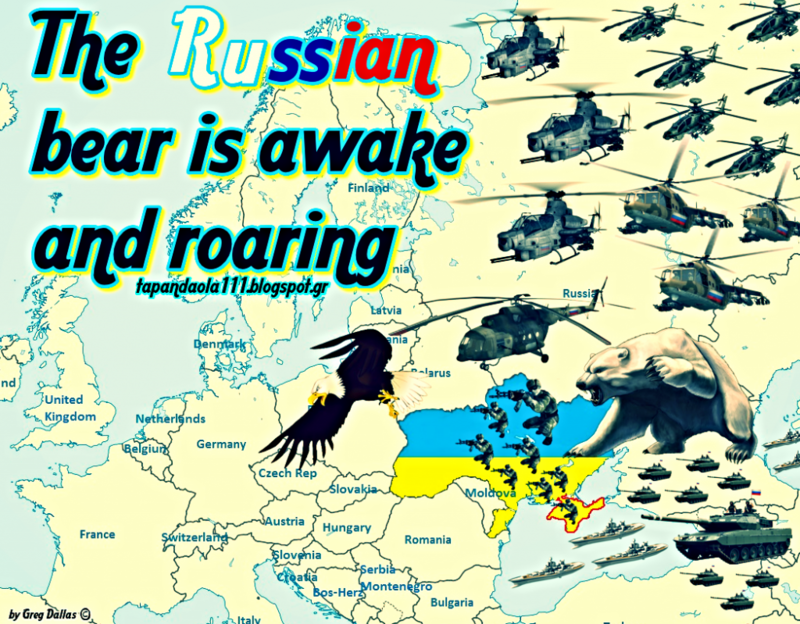 The Russian
bear is awake
and roaring
tapandaola111.blogspot.gr
Finland
nia
Russia
Latvia
ania
Denmark
Belarus
nd
United
Kingdom
Netherlands
Belgium
Germany
Czech Rep
Slovakia
Moldova
France
Switzerland
Austria
Hungary
Romania
Slovenia
Croatia
Serbia
Bos-Herz
Montenegro
Bulgaria
Italy
by Greg Dallas ©